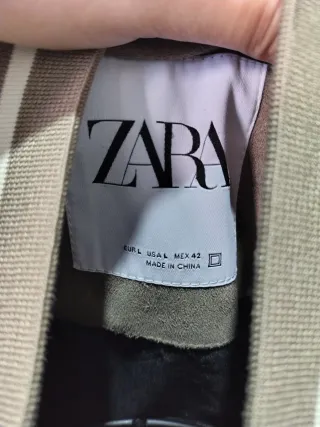 ZARA
EUR L USA L MEX 42
MADE IN CHINA